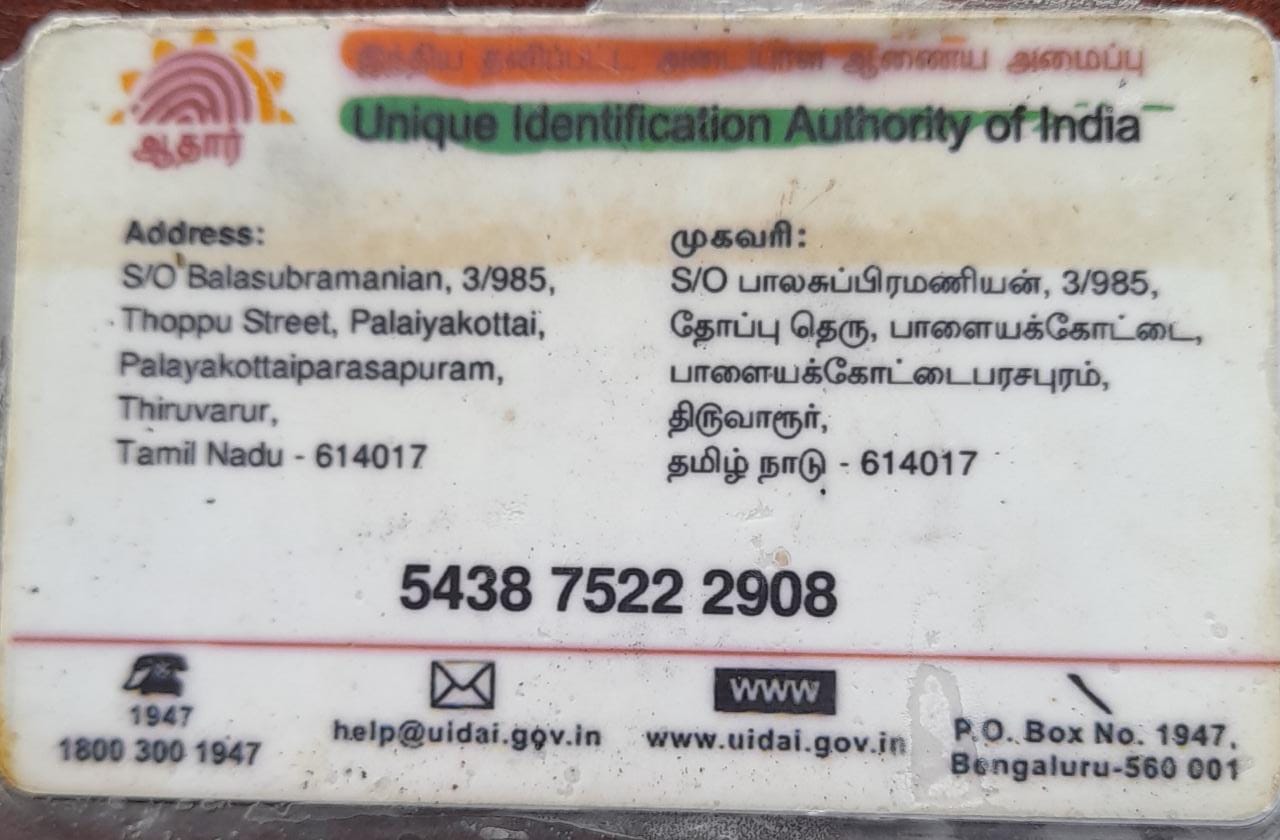 இந்திய தனிப்பட்ட அடையாள ஆணைய அமைப்பு
ஆதார்
Unique Identification Authority of India
Address:
S/O Balasubramanian, 3/985,
Thoppu Street, Palaiyakottai,
Palayakottaiparasapuram,
Thiruvarur,
Tamil Nadu - 614017
முகவரி:
S/O பாலசுப்பிரமணியன், 3/985,
தோப்பு தெரு, பாளையக்கோட்டை,
பாளையக்கோட்டைபரசபுரம்,
திருவாரூர்,
தமிழ் நாடு - 614017
5438 7522 2908
1947
1800 300 1947
help@uidai.gov.in
www
www.uidai.gov.in
P.O. Box No. 1947,
Bengaluru-560 001